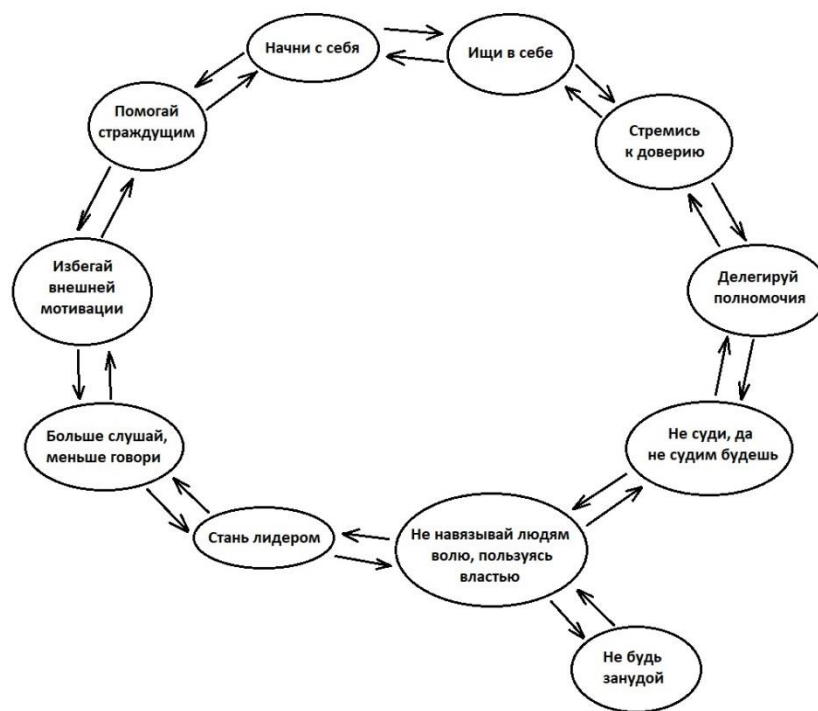 Начни с себя
Ищи в себе
Помогай
страждущим
Стремись
к доверию
Избегай
внешней
мотивации
Делегируй
полномочия
Больше слушай,
меньше говори
Не суди, да
не судим будешь
Стань лидером
Не навязывай людям
волю, пользуясь
властью
Не будь
занудой